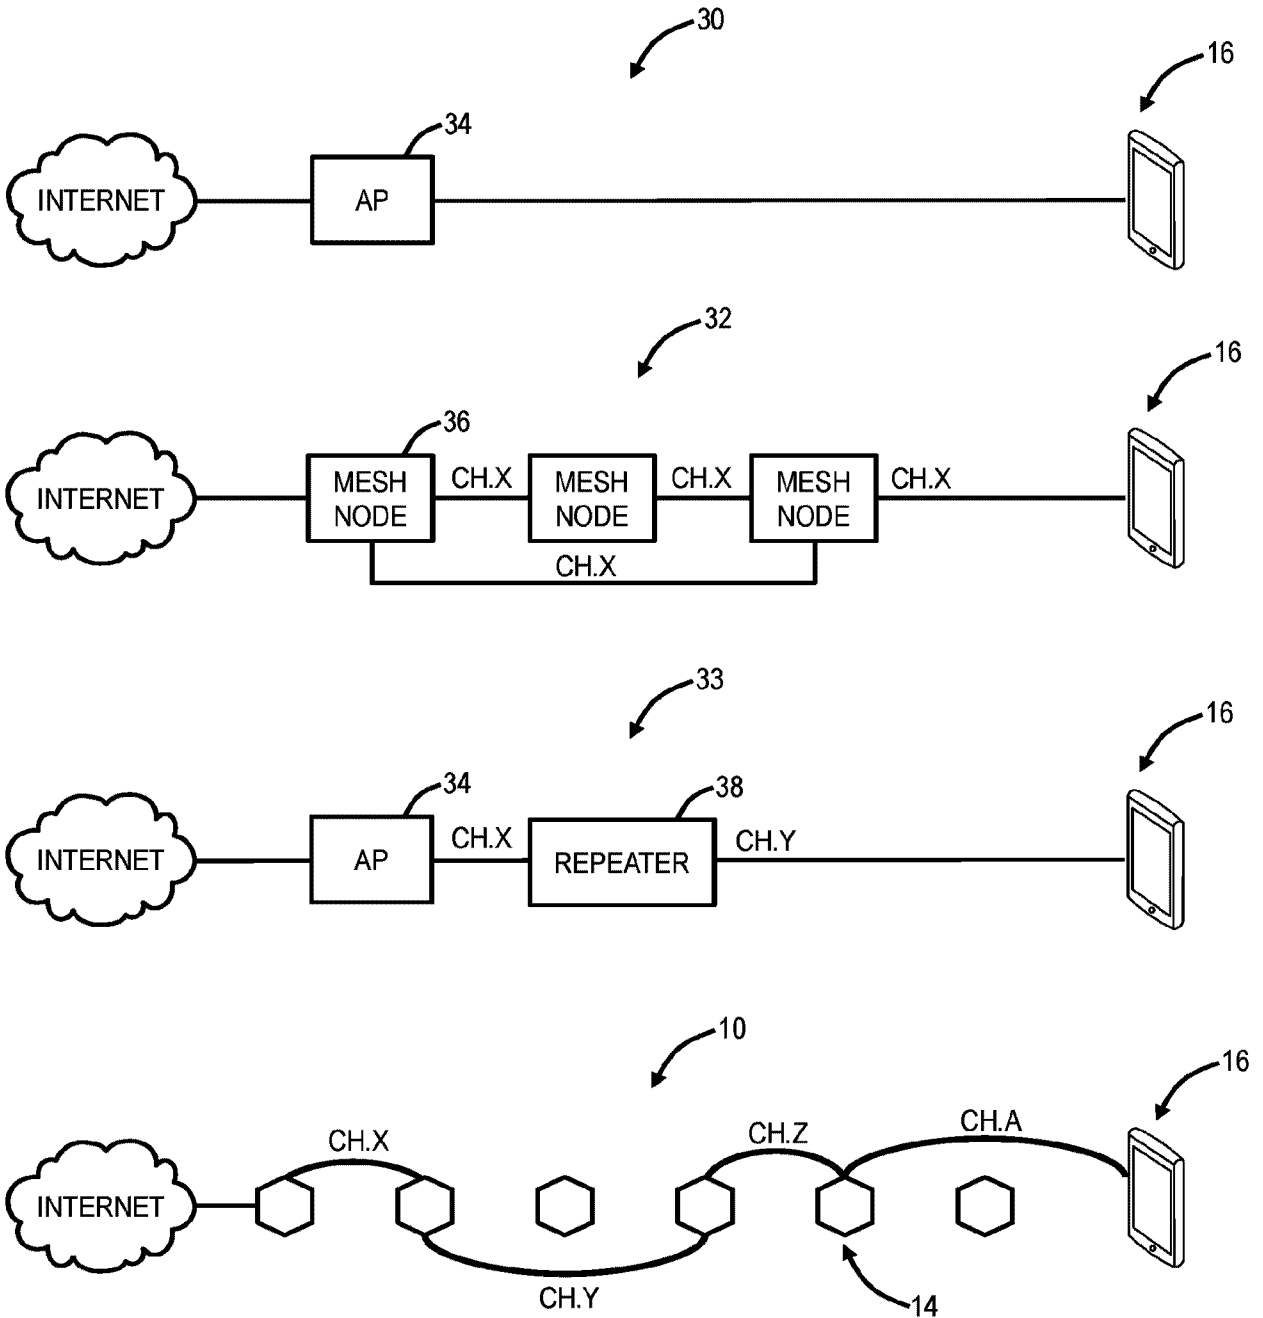 30
16
34
INTERNET
AP
32
16
36
INTERNET
MESH NODE
CH.X
MESH NODE
CH.X
MESH NODE
CH.X
CH.X
33
16
34
38
INTERNET
AP
CH.X
REPEATER
CH.Y
10
16
CH.X
CH.Z
CH.A
INTERNET
CH.Y
14